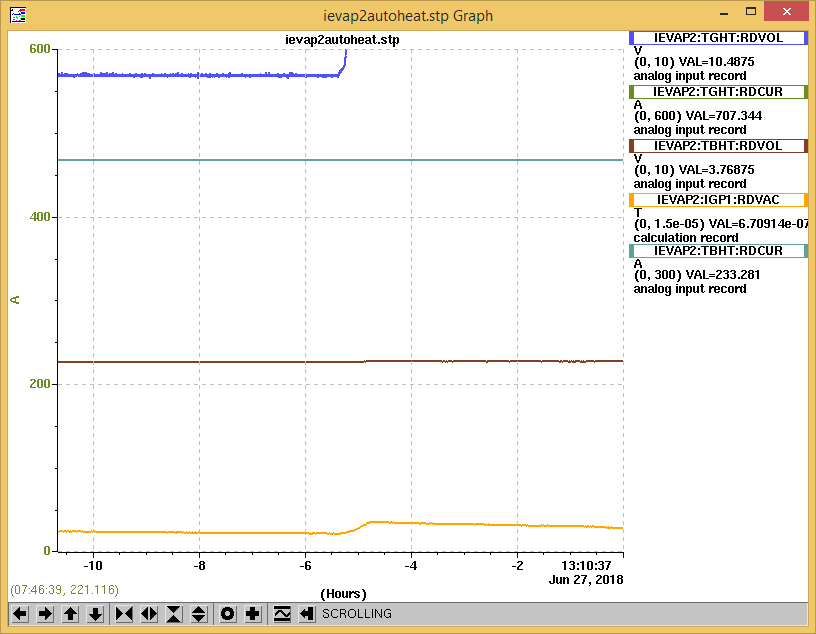 ievap2autoheat.stp Graph
ievap2autoheat.stp
600
400
200
0
A
-10
-8
-6
-4
-2
13:10:37
Jun 27, 2018
(Hours)
(07:46:39, 221.116)
IEVAP2:TGHT:RDVOL
V
(0, 10) VAL=10.4875
analog input record
IEVAP2:TGHT:RDCUR
A
(0, 600) VAL=707.344
analog input record
IEVAP2:TBHT:RDVOL
V
(0, 10) VAL=3.76875
analog input record
IEVAP2:IGP1:RDVAC
T
(0, 1.5e-05) VAL=6.70914e-07
calculation record
IEVAP2:TBHT:RDCUR
A
(0, 300) VAL=233.281
analog input record
SCROLLING